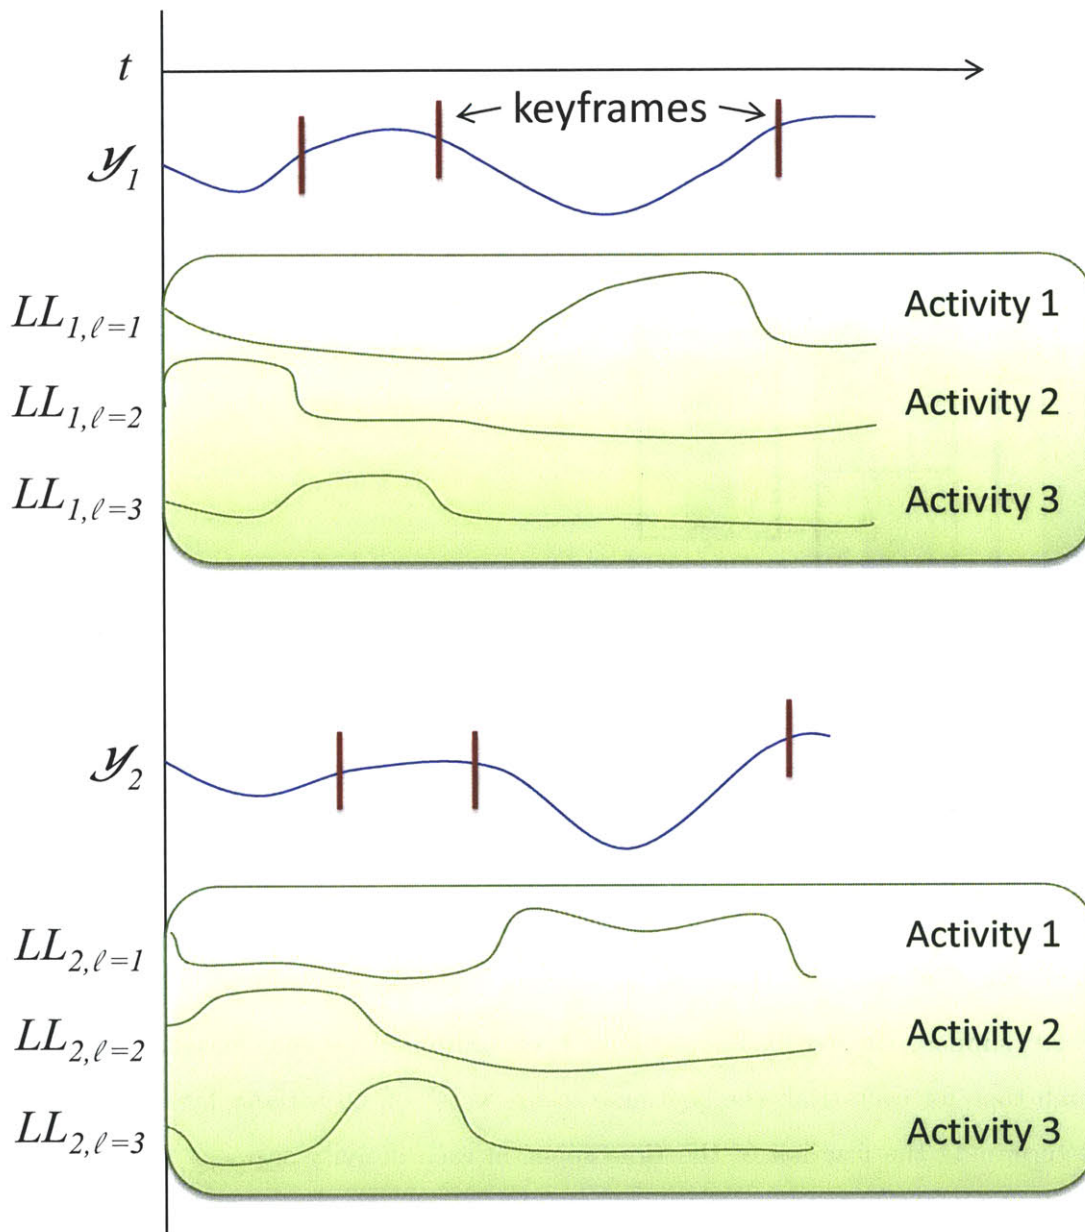 t
keyframes
y₁
LL₁,ℓ=1 Activity 1
LL₁,ℓ=2 Activity 2
LL₁,ℓ=3 Activity 3
y₂
LL₂,ℓ=1 Activity 1
LL₂,ℓ=2 Activity 2
LL₂,ℓ=3 Activity 3